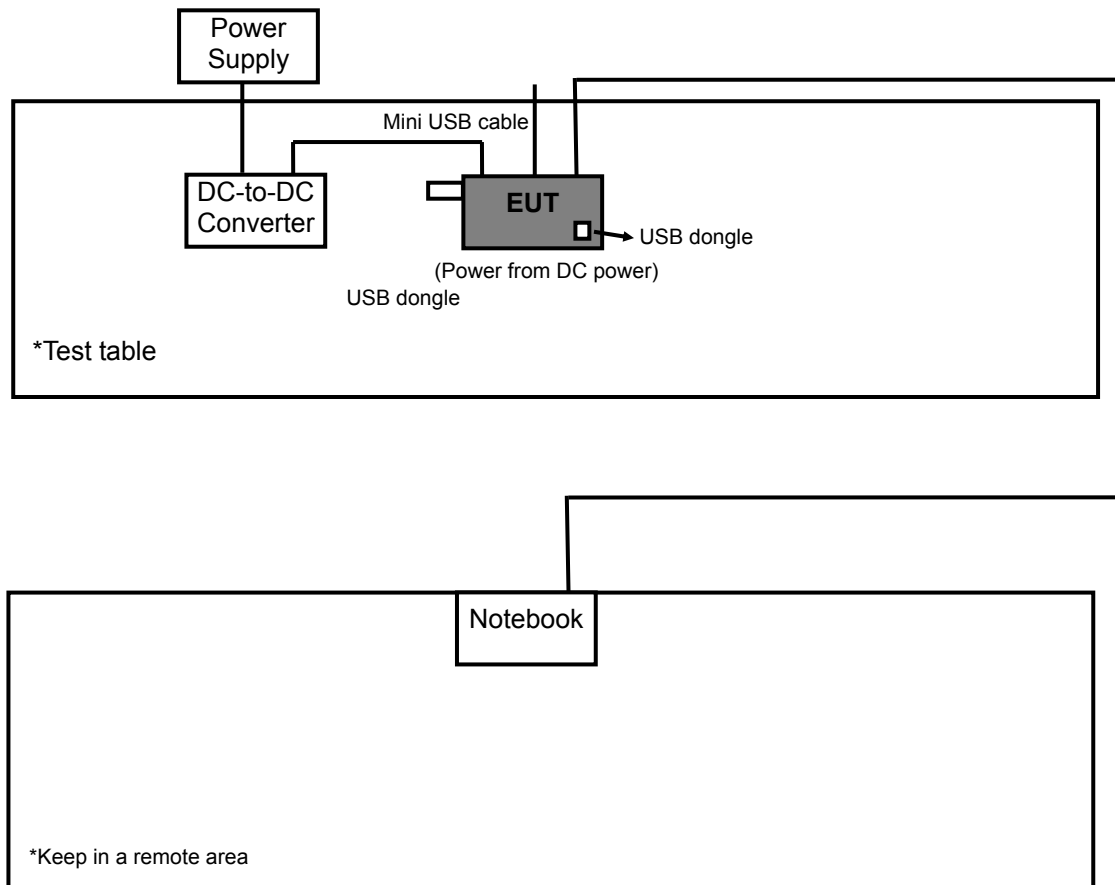 Power
Supply
Mini USB cable
DC-to-DC
Converter
EUT
USB dongle
(Power from DC power)
USB dongle
*Test table
Notebook
*Keep in a remote area